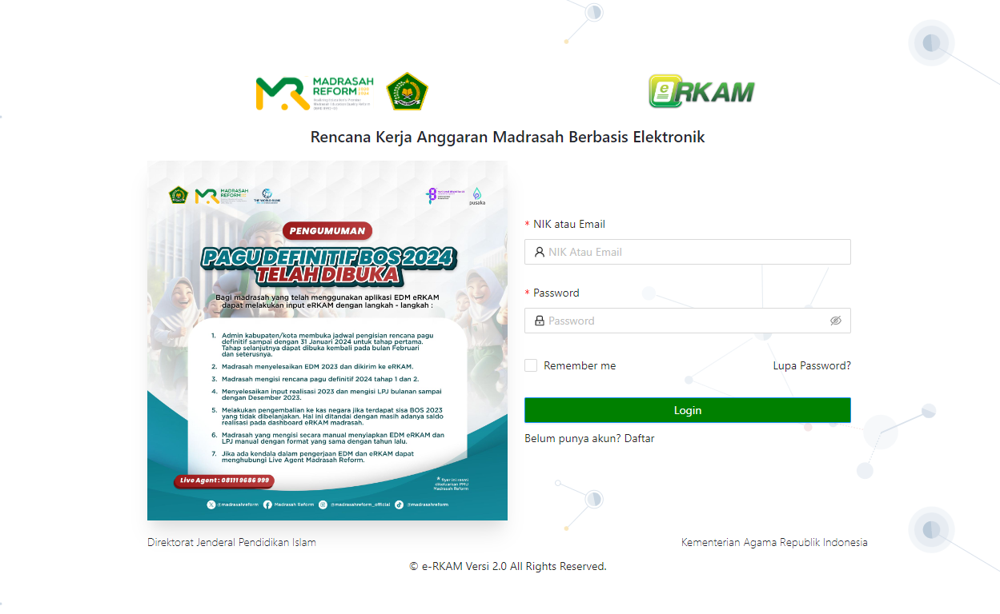 MADRASAH
REFORM
eRKAM
Rencana Kerja Anggaran Madrasah Berbasis Elektronik
MADRASAH
REFORM
THE WORLD BANK
pusaka
PENGUMUMAN
PAGU DEFINITIF BOS 2024
TELAH DIBUKA
Bagi madrasah yang telah menggunakan aplikasi EDM eRKAM
dapat melakukan input eRKAM dengan langkah - langkah :
1. Admin kabupaten/kota membuka jadwal pengisian rencana pagu
definitif sampai dengan 31 Januari 2024 untuk tahap pertama.
Tahap selanjutnya dapat dibuka kembali pada bulan Februari
dan seterusnya.
2. Madrasah menyelesaikan EDM 2023 dan dikirim ke eRKAM.
3. Madrasah mengisi rencana pagu definitif 2024 tahap 1 dan 2.
4. Menyelesaikan input realisasi 2023 dan mengisi LPJ bulanan sampai
dengan Desember 2023.
5. Melakukan pengembalian ke kas negara jika terdapat sisa BOS 2023
yang tidak dibelanjakan. Hal ini ditandai dengan masih adanya saldo
realisasi pada dashboard eRKAM madrasah.
6. Madrasah yang mengisi secara manual menyiapkan EDM eRKAM dan
LPJ manual dengan format yang sama dengan tahun lalu.
7. Jika ada kendala dalam pengerjaan EDM dan eRKAM dapat
menghubungi Live Agent Madrasah Reform.
Live Agent : 08111 9686 999
* flyer ini resmi
dikeluarkan PMU
Madrasah Reform
@madrasahreform Madrasah Reform @madrasahreform_official @madrasahreform
* NIK atau Email
NIK Atau Email
* Password
Password
Remember me Lupa Password?
Login
Belum punya akun? Daftar
Direktorat Jenderal Pendidikan Islam Kementerian Agama Republik Indonesia
© e-RKAM Versi 2.0 All Rights Reserved.